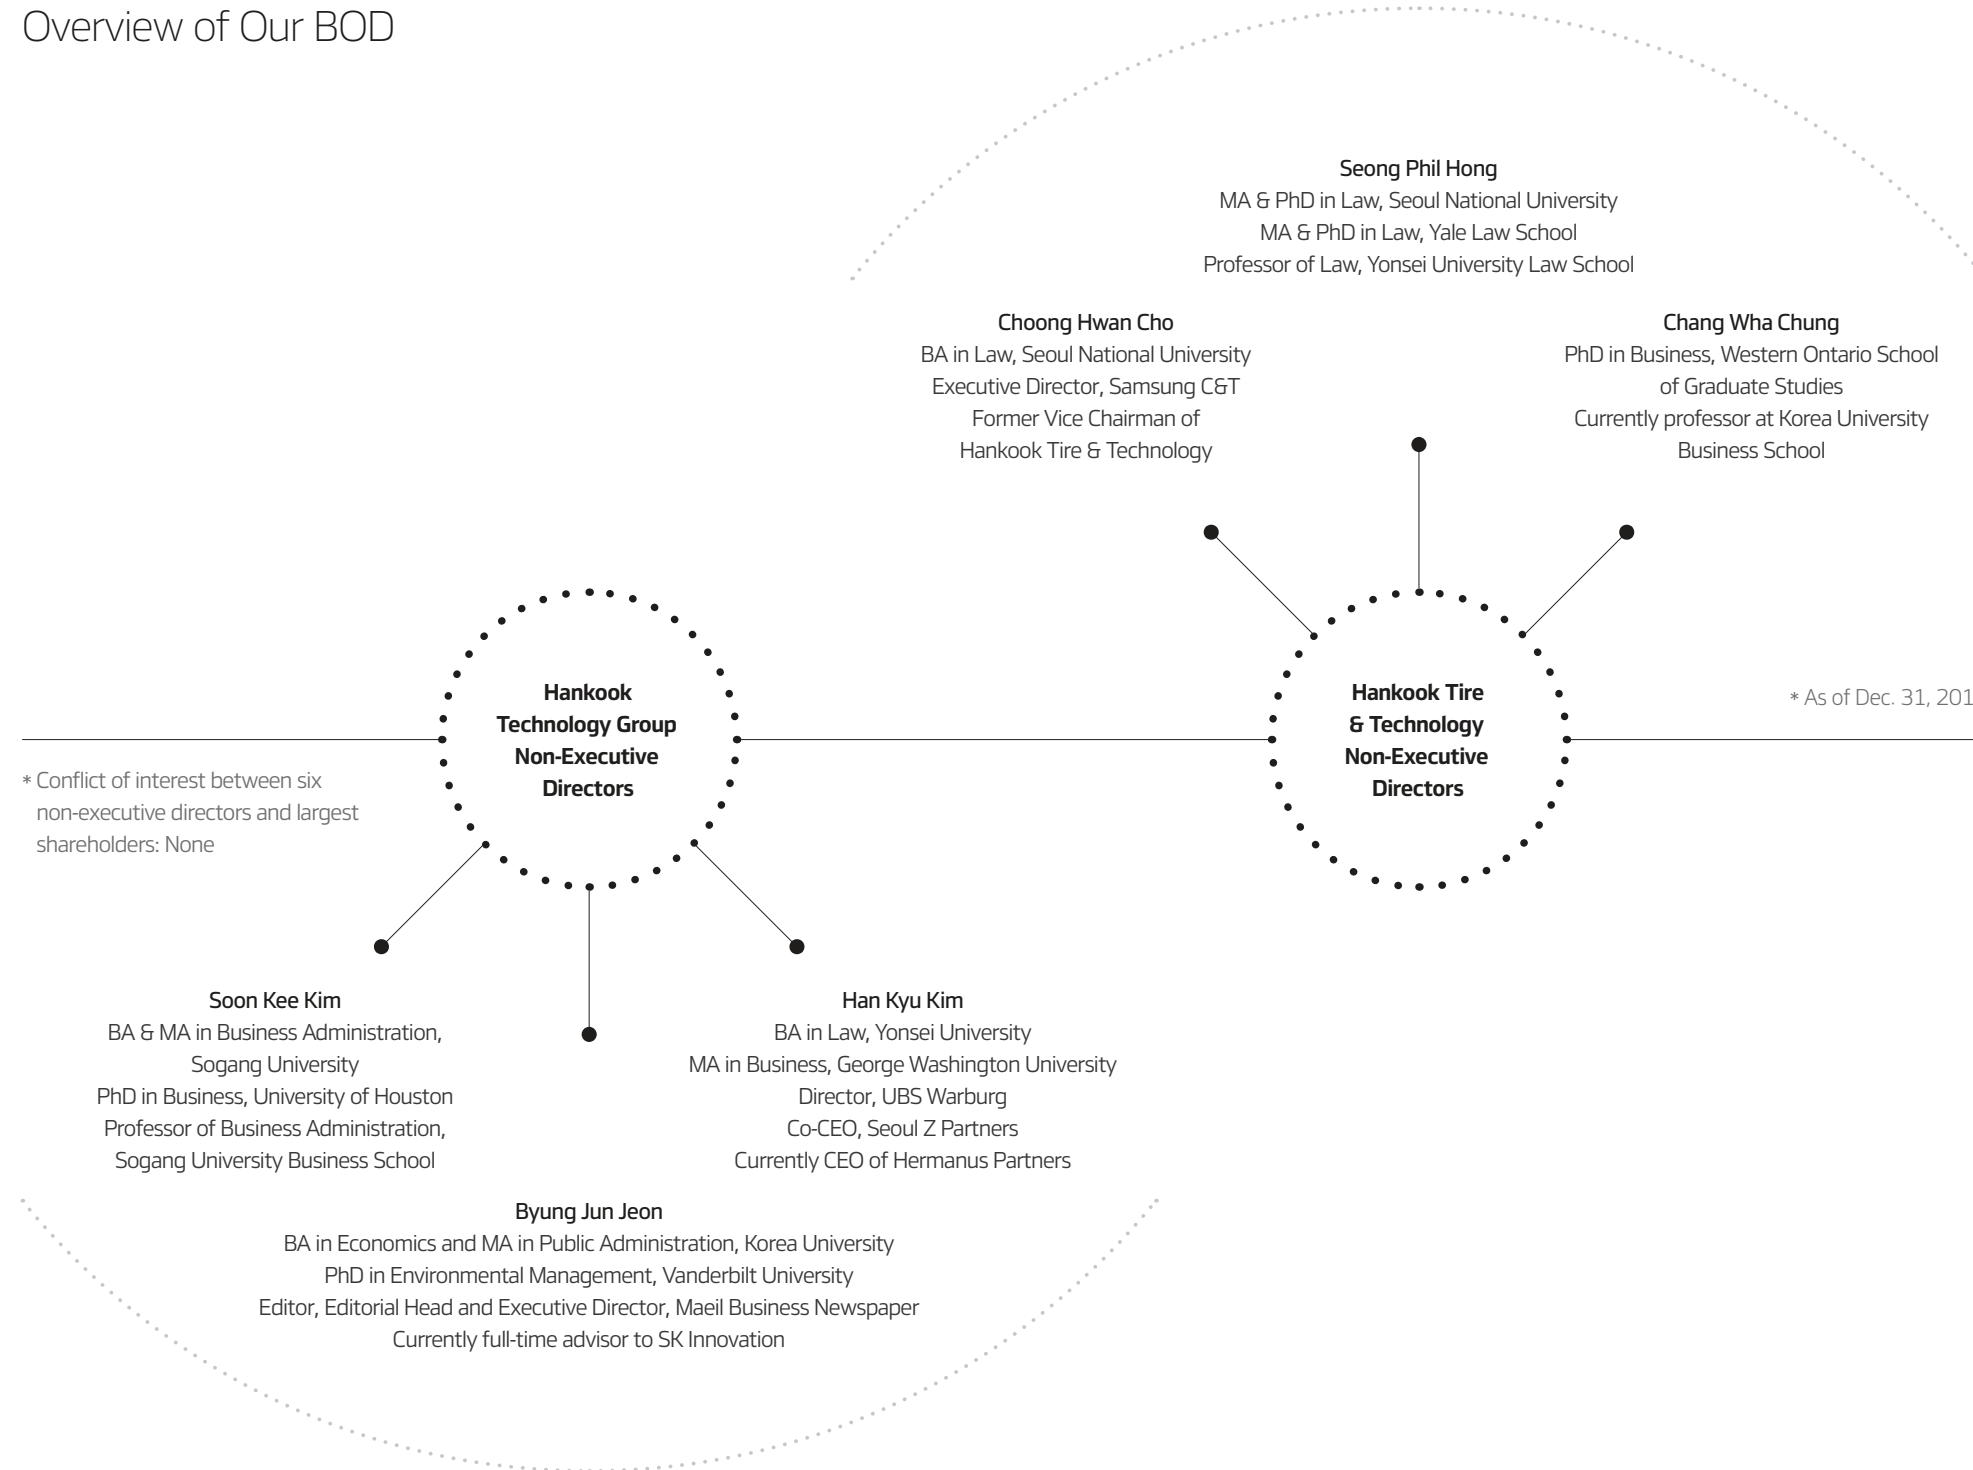 Overview of Our BOD
Seong Phil Hong
MA & PhD in Law, Seoul National University
MA & PhD in Law, Yale Law School
Professor of Law, Yonsei University Law School
Choong Hwan Cho
BA in Law, Seoul National University
Executive Director, Samsung C&T
Former Vice Chairman of
Hankook Tire & Technology
Chang Wha Chung
PhD in Business, Western Ontario School
of Graduate Studies
Currently professor at Korea University
Business School
Hankook
Technology Group
Non-Executive
Directors
Hankook Tire
& Technology
Non-Executive
Directors
* As of Dec. 31, 201
* Conflict of interest between six
non-executive directors and largest
shareholders: None
Soon Kee Kim
BA & MA in Business Administration,
Sogang University
PhD in Business, University of Houston
Professor of Business Administration,
Sogang University Business School
Han Kyu Kim
BA in Law, Yonsei University
MA in Business, George Washington University
Director, UBS Warburg
Co-CEO, Seoul Z Partners
Currently CEO of Hermanus Partners
Byung Jun Jeon
BA in Economics and MA in Public Administration, Korea University
PhD in Environmental Management, Vanderbilt University
Editor, Editorial Head and Executive Director, Maeil Business Newspaper
Currently full-time advisor to SK Innovation